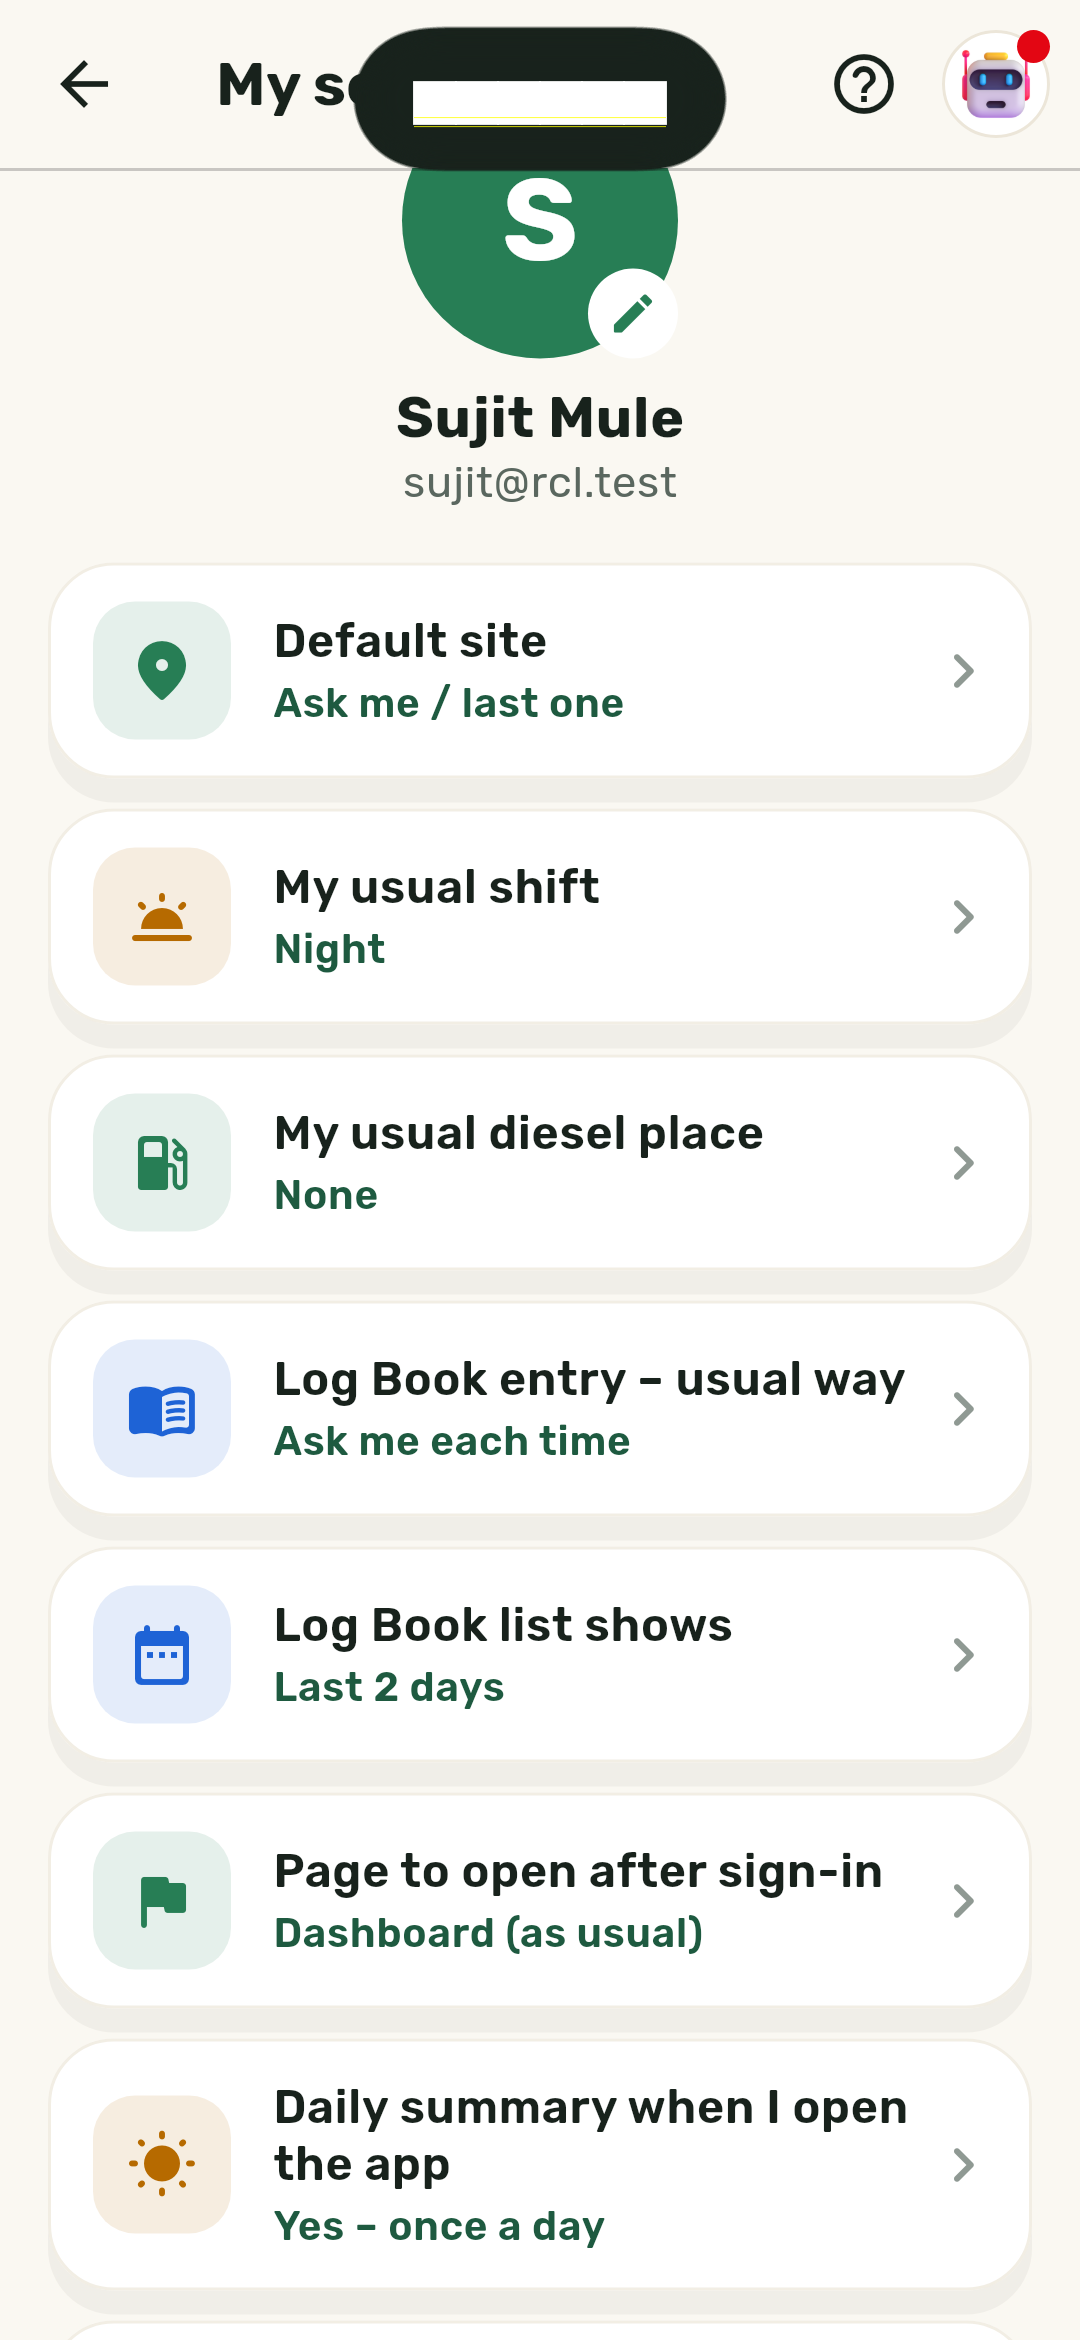 My s
S
Sujit Mule
sujit@rcl.test
Default site
Ask me / last one
My usual shift
Night
My usual diesel place
None
Log Book entry – usual way
Ask me each time
Log Book list shows
Last 2 days
Page to open after sign-in
Dashboard (as usual)
Daily summary when I open
the app
Yes – once a day